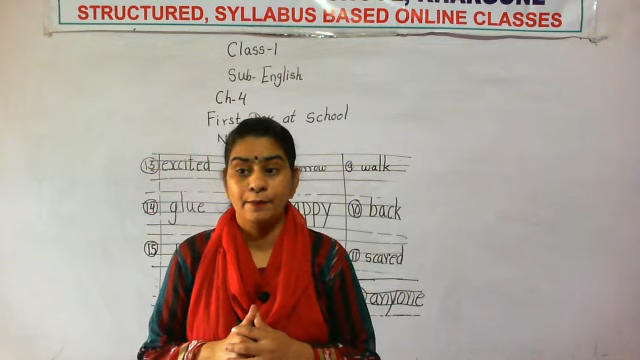 STRUCTURED, SYLLABUS BASED ONLINE CLASSES
Class-1
Sub- English
Ch-4
First Day at School
13 excited 9 walk
14 glue 10 back
15 11 scared
anyone